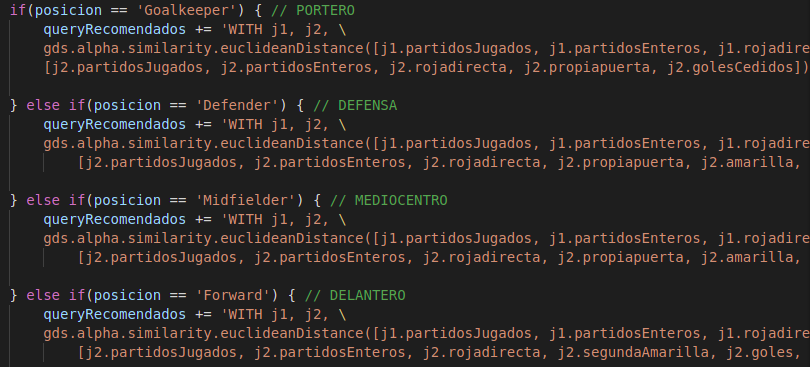 if(posicion == 'Goalkeeper') { // PORTERO
queryRecomendados += 'WITH j1, j2, \
gds.alpha.similarity.euclideanDistance([j1.partidosJugados, j1.partidosEnteros, j1.rojadire
[j2.partidosJugados, j2.partidosEnteros, j2.rojadirecta, j2.propiapuerta, j2.golesCedidos])
} else if(posicion == 'Defender') { // DEFENSA
queryRecomendados += 'WITH j1, j2, \
gds.alpha.similarity.euclideanDistance([j1.partidosJugados, j1.partidosEnteros, j1.rojadire
[j2.partidosJugados, j2.partidosEnteros, j2.rojadirecta, j2.propiapuerta, j2.amarilla,
} else if(posicion == 'Midfielder') { // MEDIOCENTRO
queryRecomendados += 'WITH j1, j2, \
gds.alpha.similarity.euclideanDistance([j1.partidosJugados, j1.partidosEnteros, j1.rojadire
[j2.partidosJugados, j2.partidosEnteros, j2.rojadirecta, j2.propiapuerta, j2.amarilla,
} else if(posicion == 'Forward') { // DELANTERO
queryRecomendados += 'WITH j1, j2, \
gds.alpha.similarity.euclideanDistance([j1.partidosJugados, j1.partidosEnteros, j1.rojadire
[j2.partidosJugados, j2.partidosEnteros, j2.rojadirecta, j2.segundaAmarilla, j2.goles,